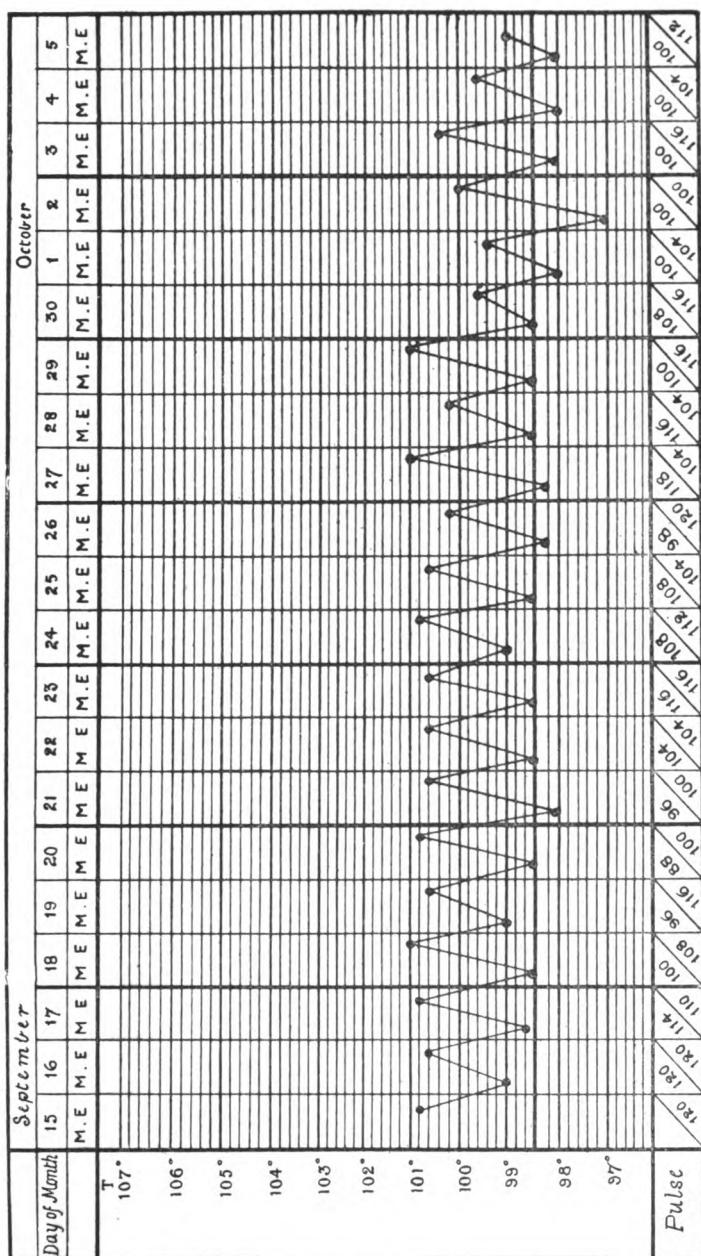 September October
Day of Month 15 16 17 18 19 20 21 22 23 24 25 26 27 28 29 30 1 2 3 4 5
M.E M.E M E M E M.E M E M E M E M.E M.E M.E M.E M.E M.E M.E M.E M.E M.E M.E M.E M.E
T
107°
106°
105°
104°
103°
102°
101°
100°
99°
98°
97°
Pulse 120 120 120 114 110 100 108 96 116 88 100 96 100 104 104 116 116 108 112 108 104 98 120 118 104 116 104 100 116 108 116 100 104 100 100 100 116 100 104 100 112